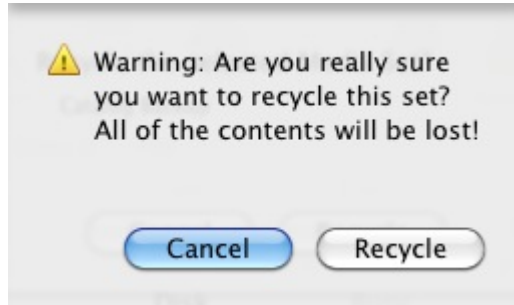 Warning: Are you really sure
you want to recycle this set?
All of the contents will be lost!
Cancel Recycle